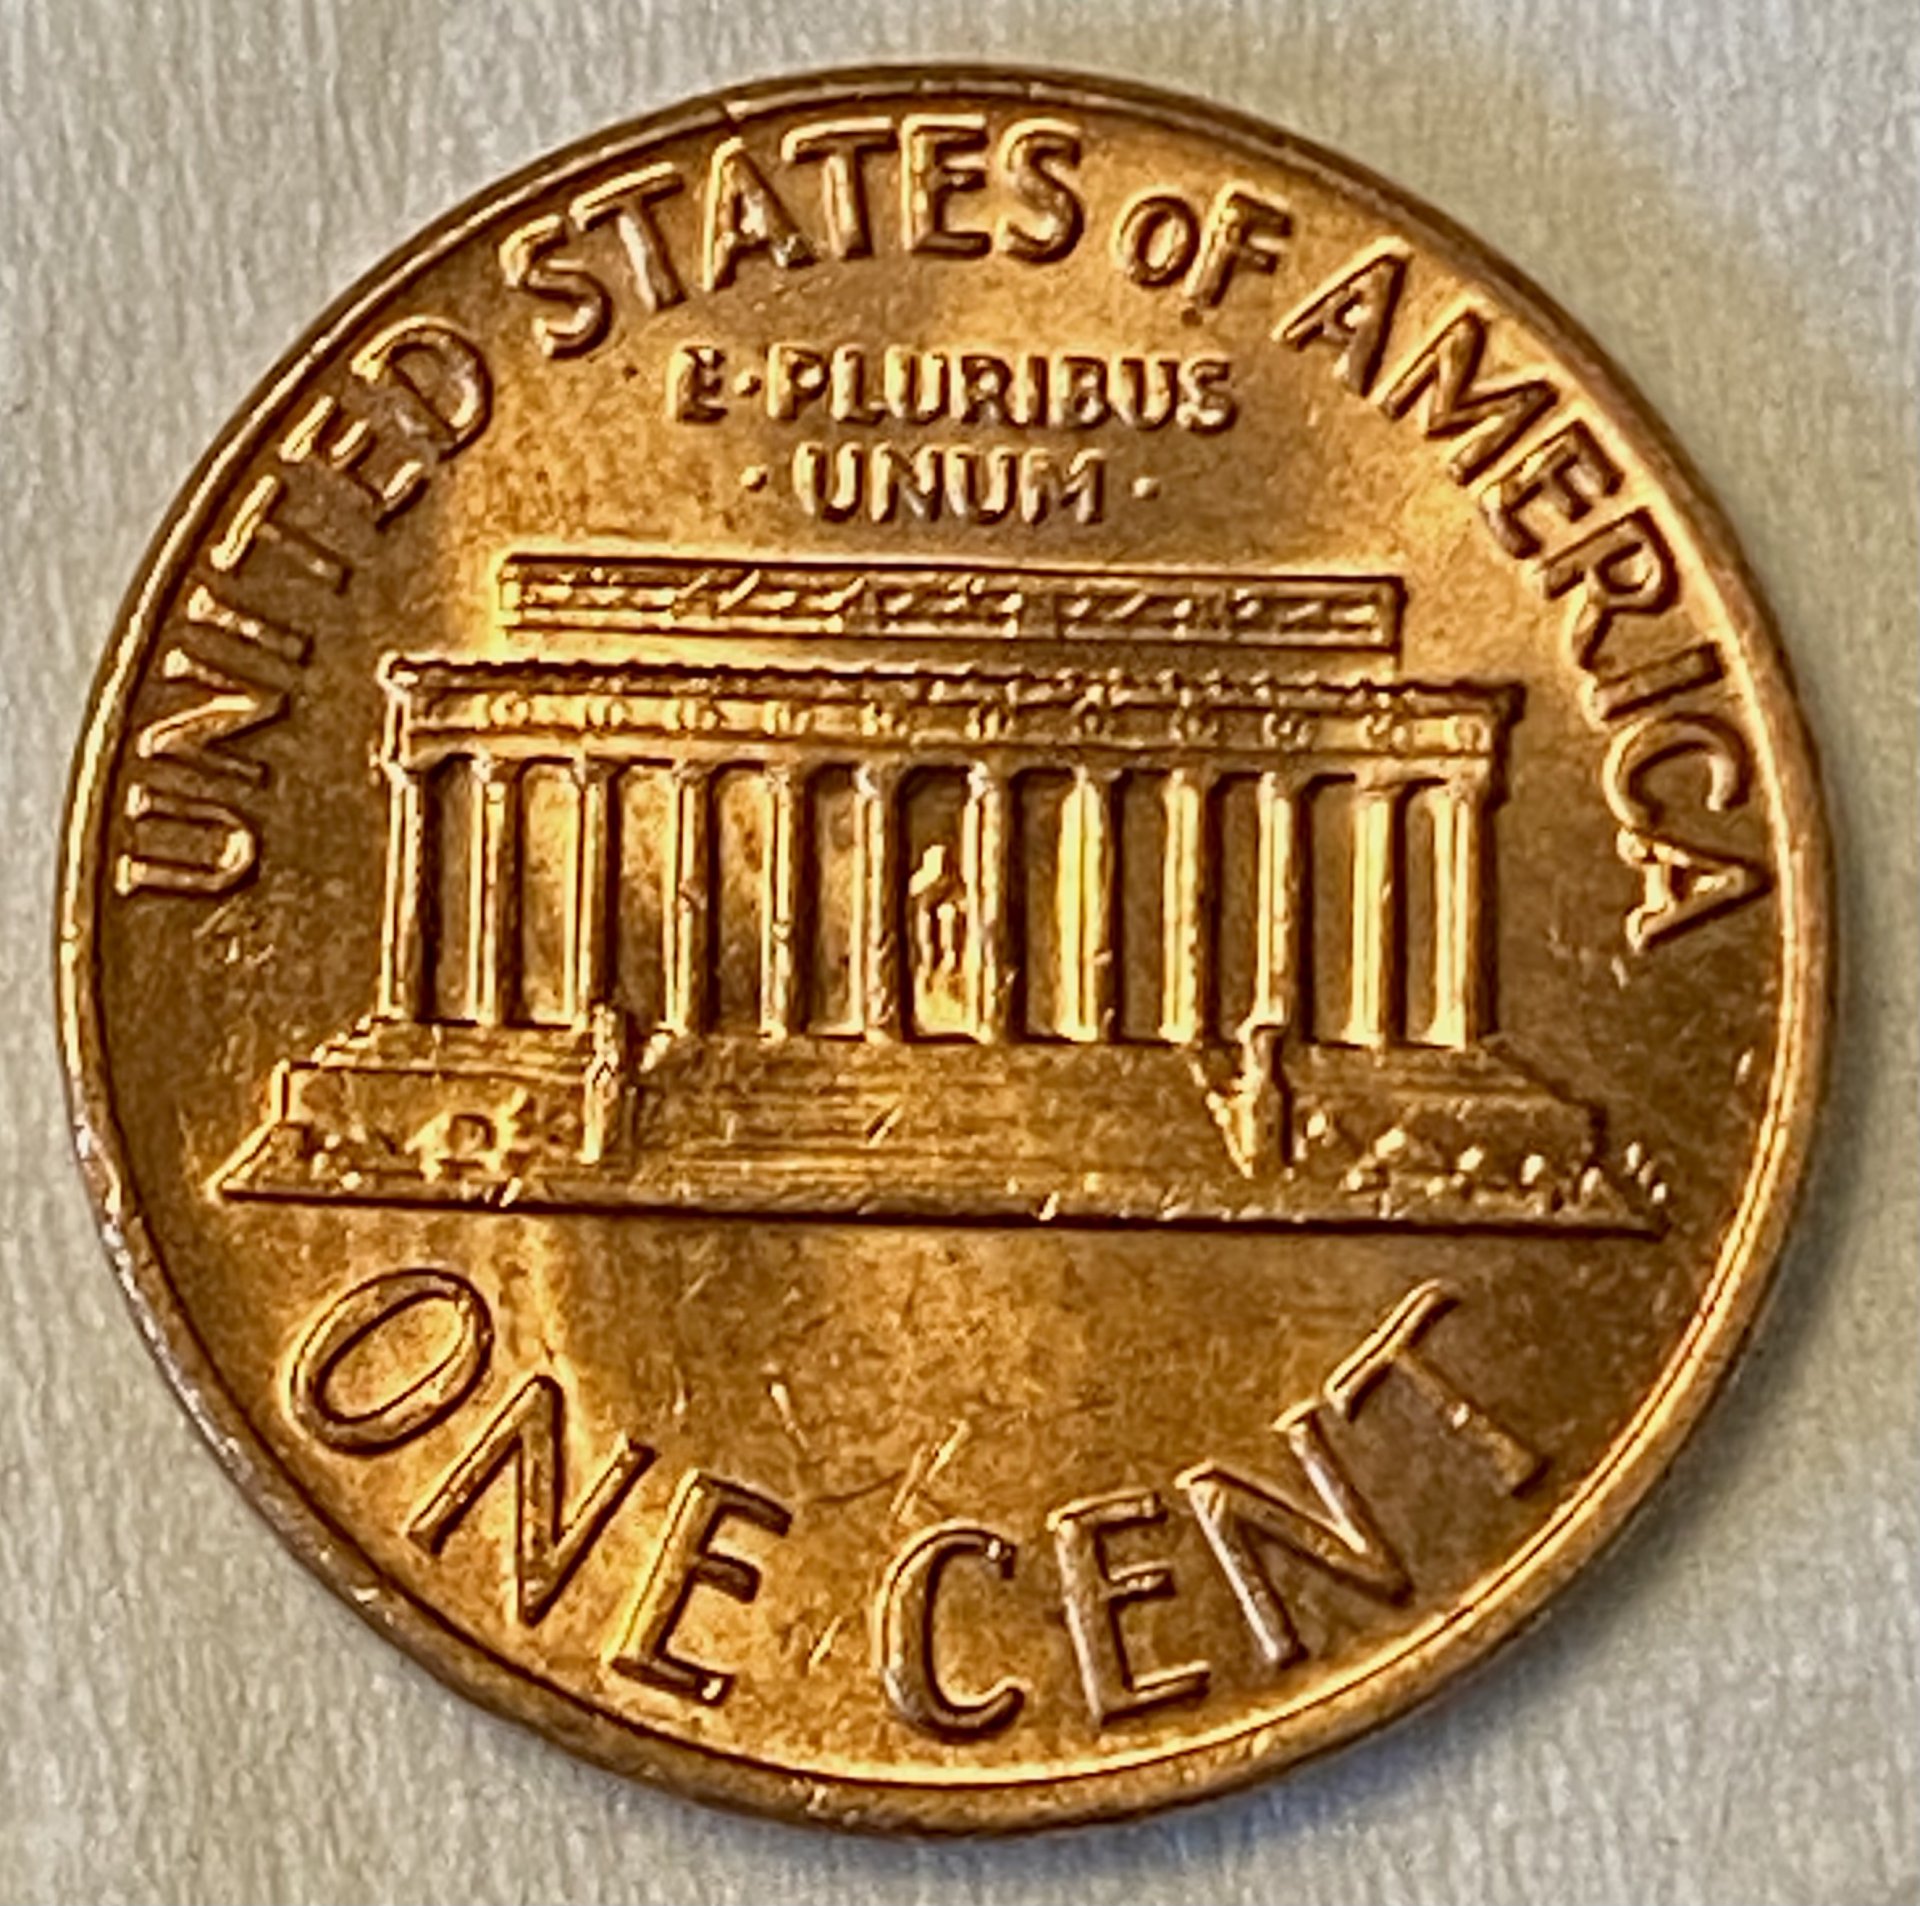 UNITED STATES OF AMERICA
E·PLURIBUS
·UNUM·
ONE CENT